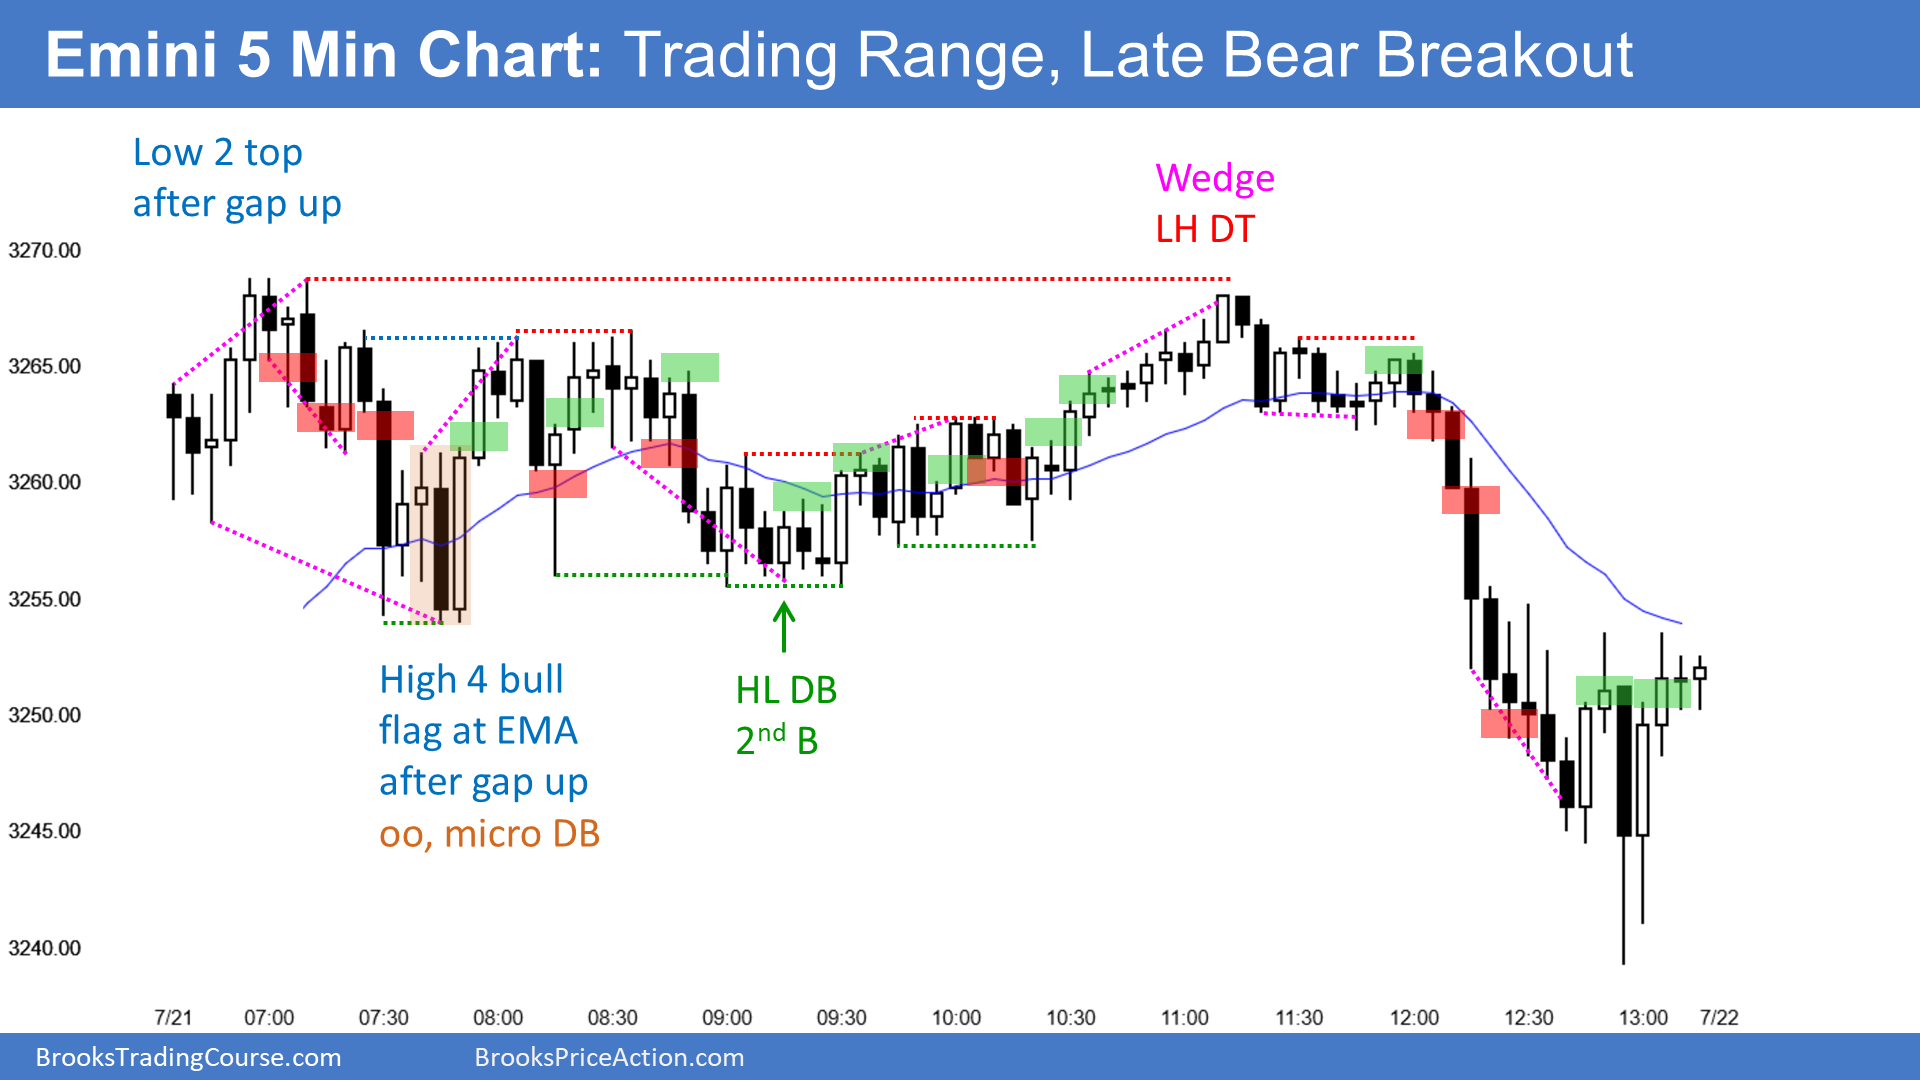 Emini 5 Min Chart: Trading Range, Late Bear Breakout
Low 2 top
after gap up
Wedge
LH DT
3270.00
3265.00
3260.00
3255.00
3250.00
3245.00
3240.00
High 4 bull
flag at EMA
after gap up
oo, micro DB
HL DB
2nd B
7/21 07:00 07:30 08:00 08:30 09:00 09:30 10:00 10:30 11:00 11:30 12:00 12:30 13:00 7/22
BrooksTradingCourse.com BrooksPriceAction.com